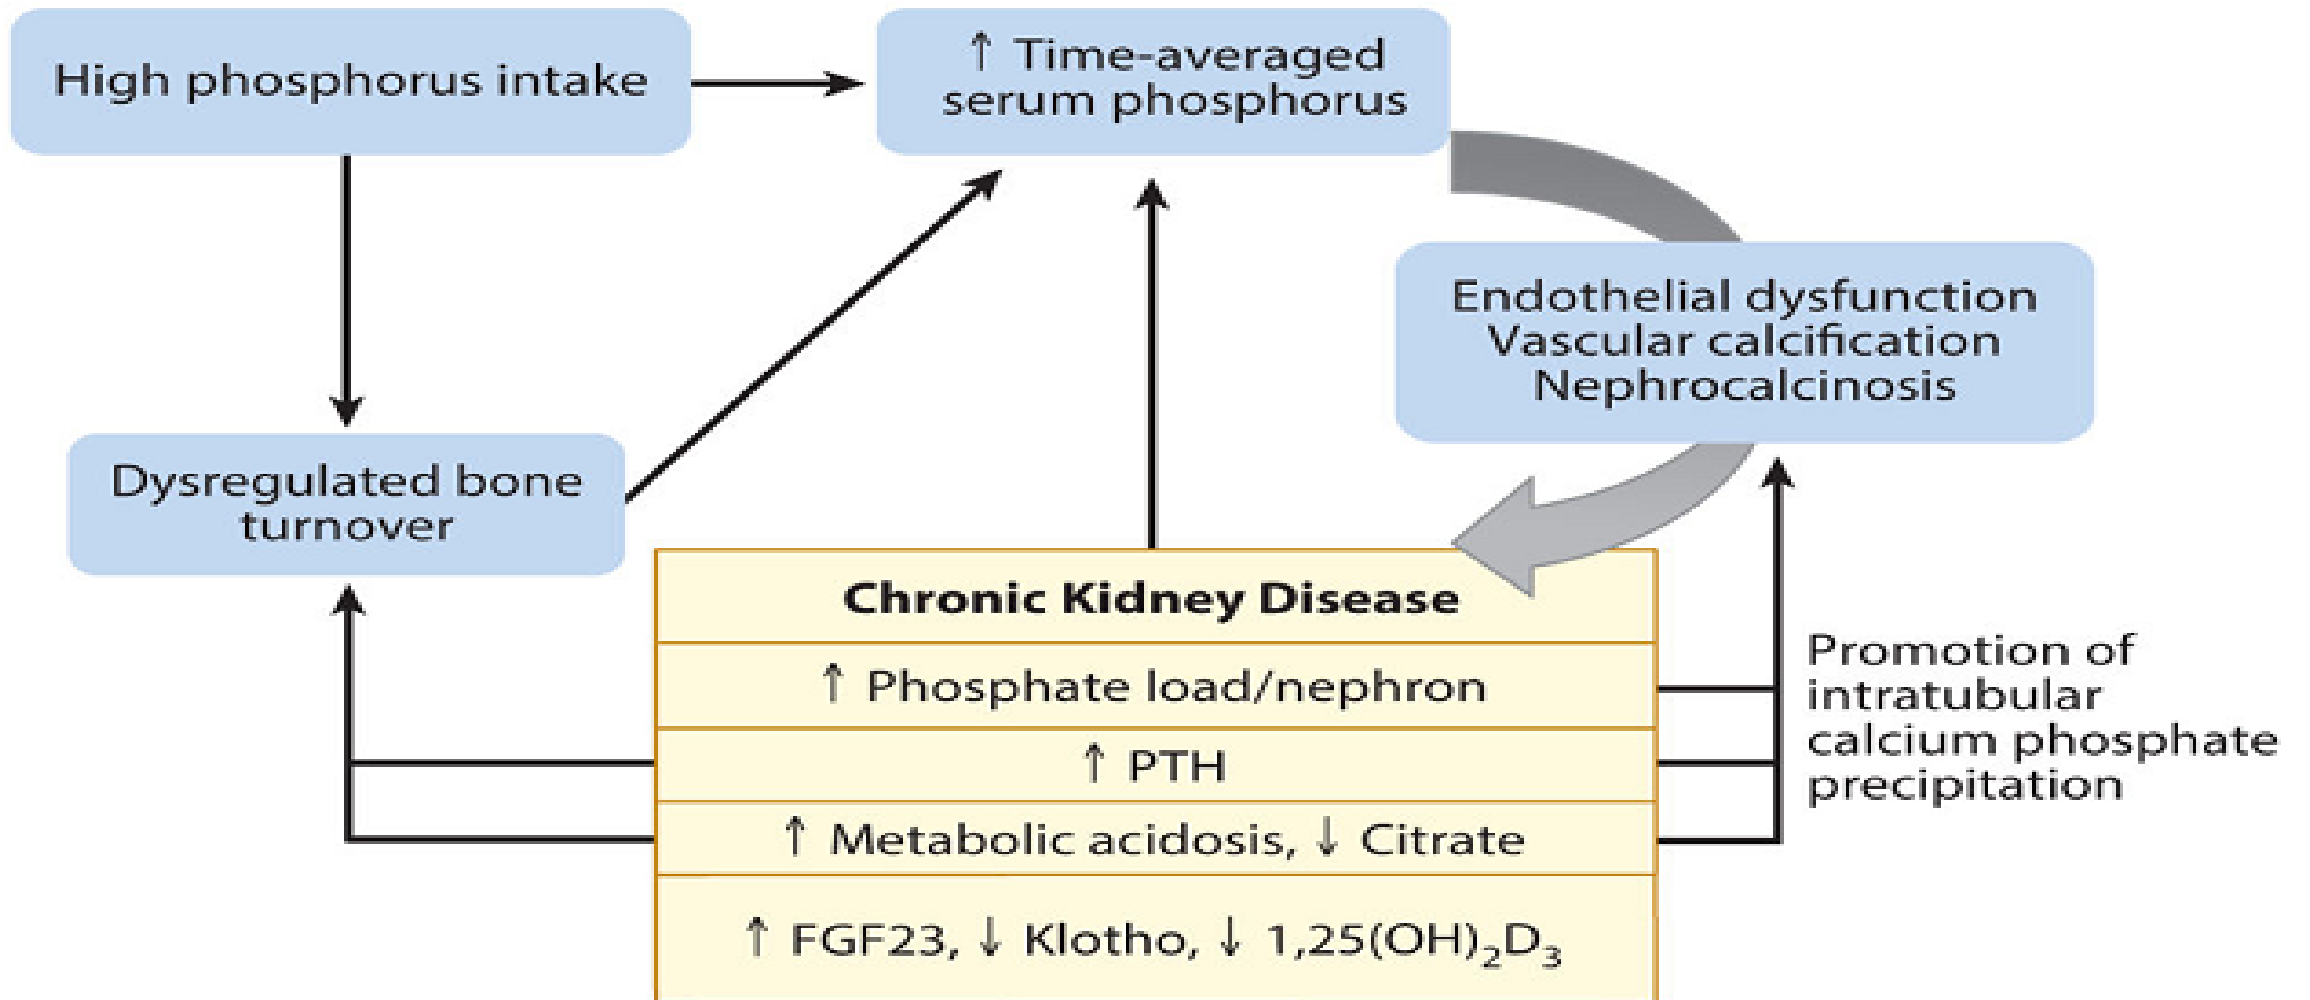 High phosphorus intake
↑ Time-averaged
serum phosphorus
Endothelial dysfunction
Vascular calcification
Nephrocalcinosis
Dysregulated bone
turnover
Chronic Kidney Disease
↑ Phosphate load/nephron
↑ PTH
↑ Metabolic acidosis, ↓ Citrate
↑ FGF23, ↓ Klotho, ↓ 1,25(OH)₂D₃
Promotion of
intratubular
calcium phosphate
precipitation